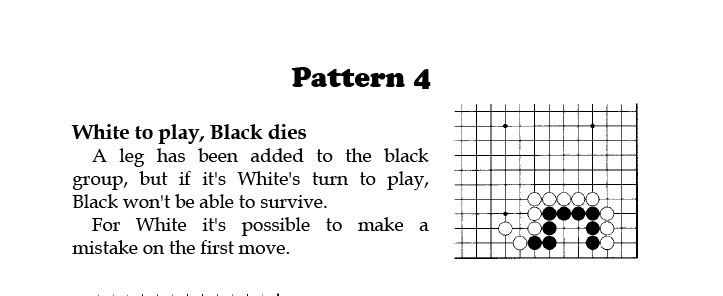 Pattern 4
White to play, Black dies
A leg has been added to the black
group, but if it's White's turn to play,
Black won't be able to survive.
For White it's possible to make a
mistake on the first move.